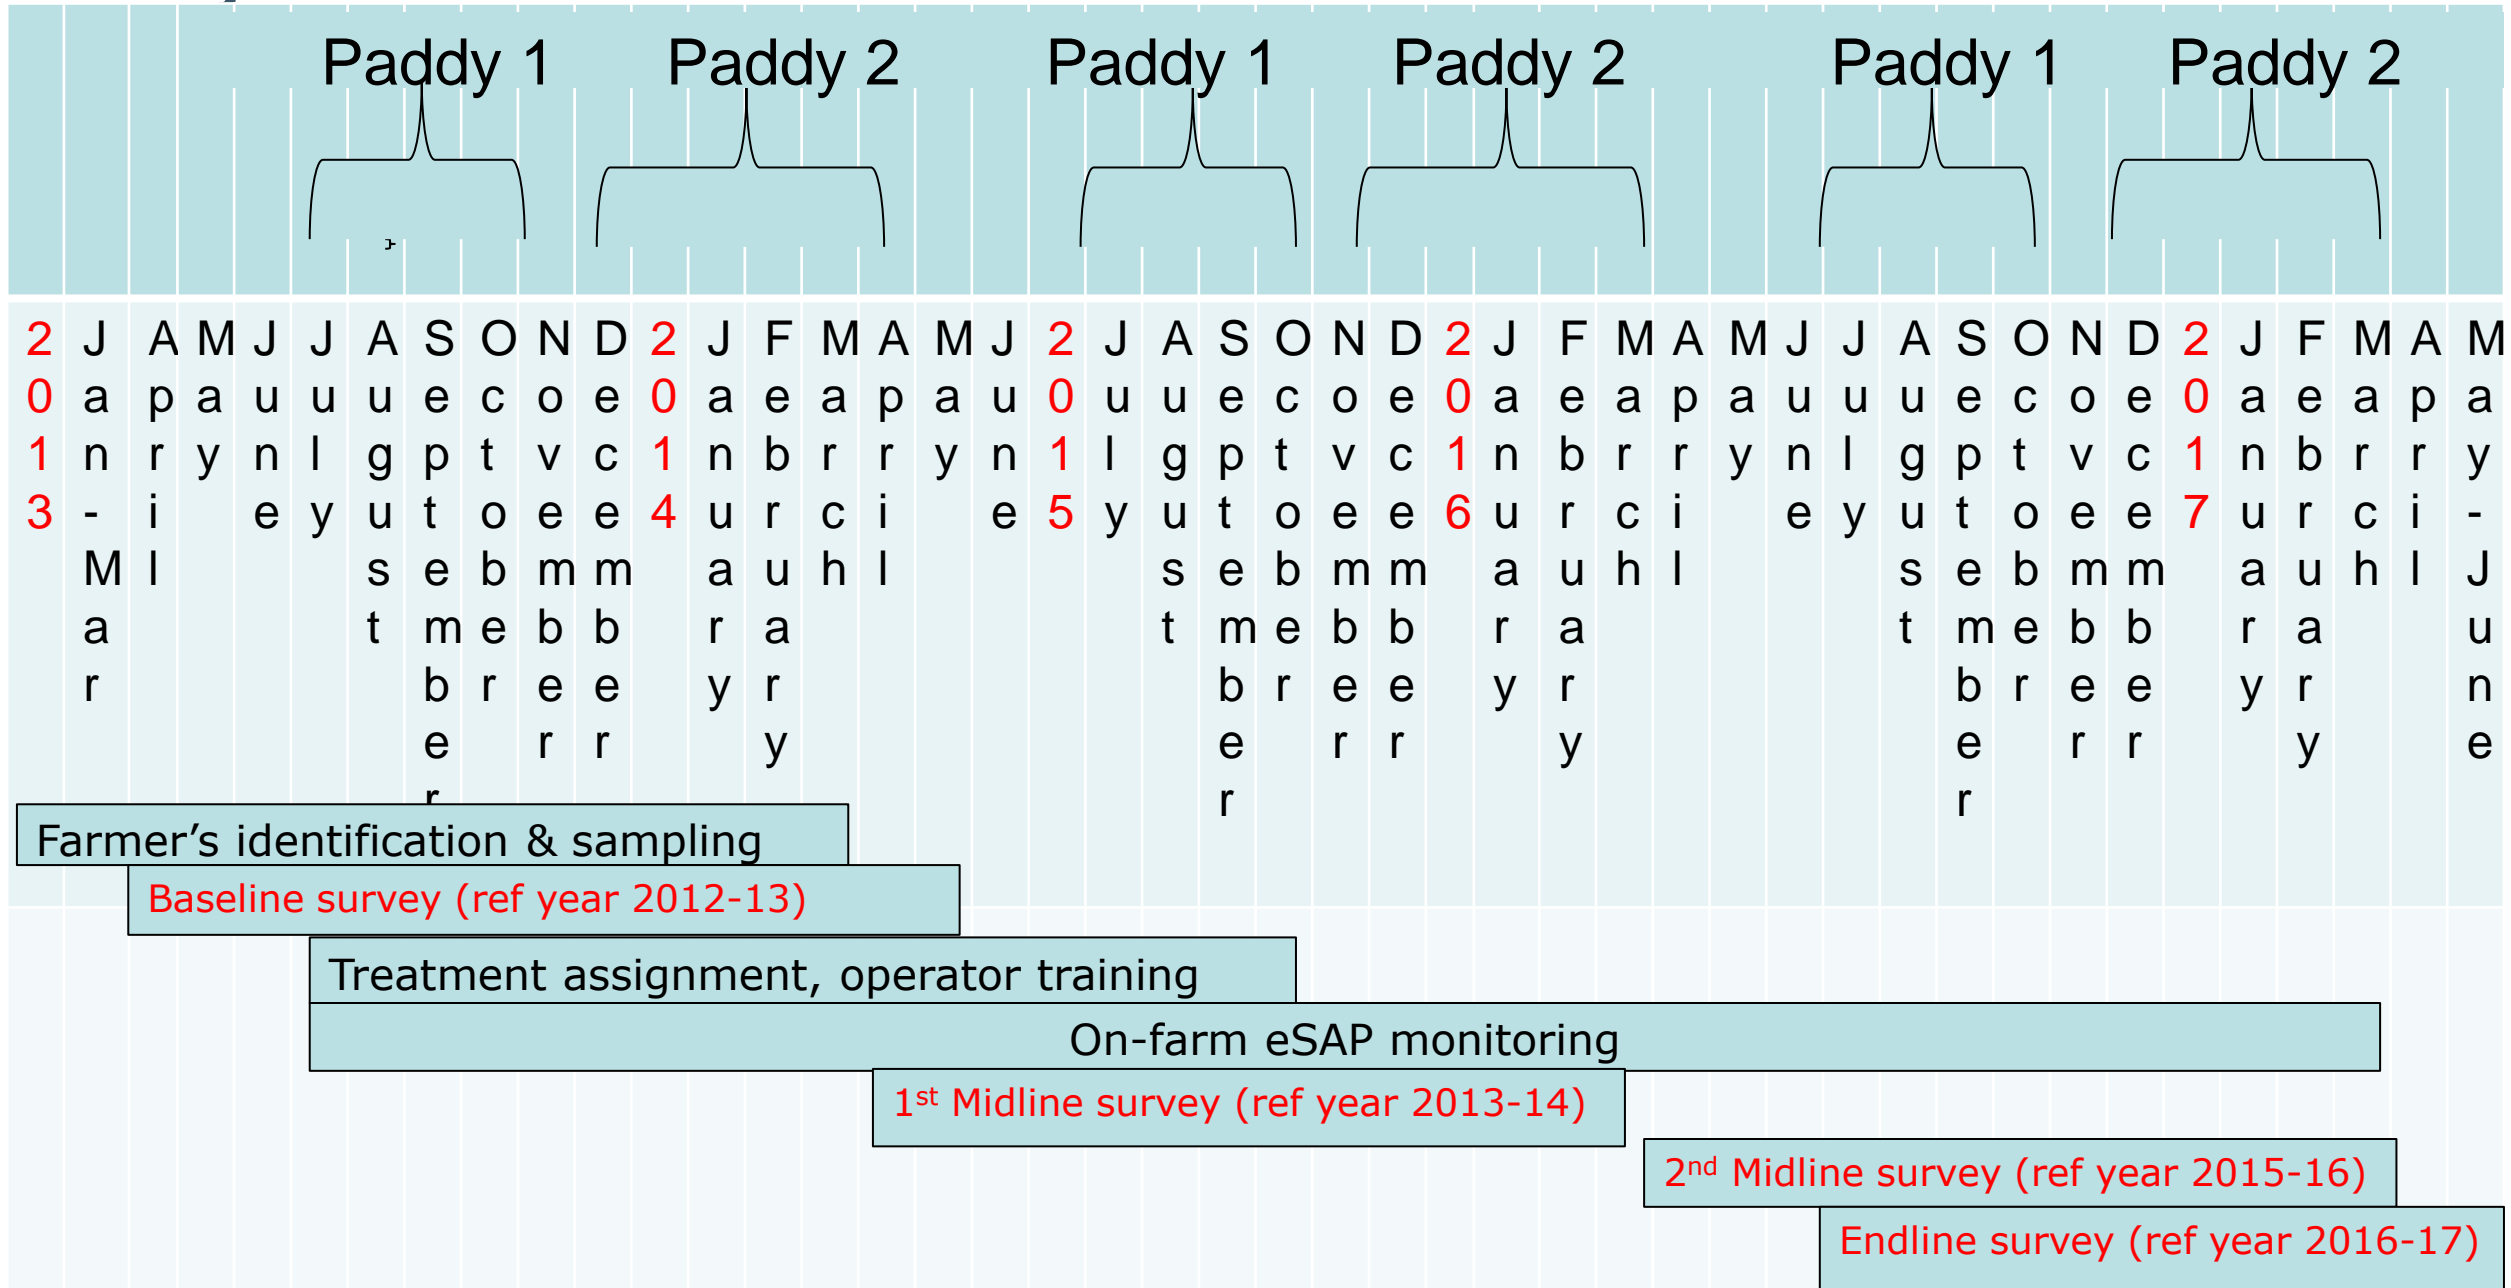 Paddy 1
Paddy 2
Paddy 1
Paddy 2
Paddy 1
Paddy 2
2013
Jan-Mar
April
May
June
July
August
September
October
November
December
2014
January
February
March
April
May
June
2015
July
August
September
October
November
December
2016
January
February
March
April
May
June
July
August
September
October
November
December
2017
January
February
March
April
May-June
Farmer’s identification & sampling
Baseline survey (ref year 2012-13)
Treatment assignment, operator training
On-farm eSAP monitoring
1st Midline survey (ref year 2013-14)
2nd Midline survey (ref year 2015-16)
Endline survey (ref year 2016-17)